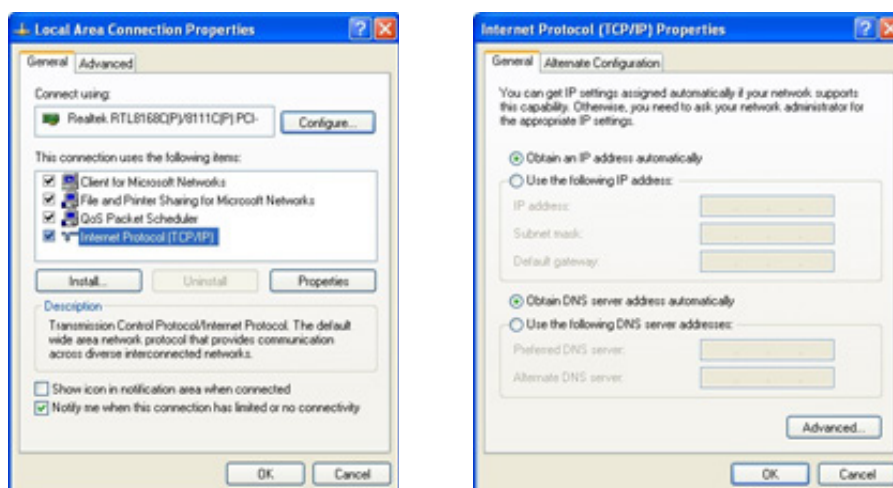 Local Area Connection Properties
General Advanced
Connect using:
Realtek RTL8168C(P)/8111C(P) PCI-
Configure...
This connection uses the following items:
Client for Microsoft Networks
File and Printer Sharing for Microsoft Networks
QoS Packet Scheduler
Internet Protocol (TCP/IP)
Install... Uninstall Properties
Description
Transmission Control Protocol/Internet Protocol. The default
wide area network protocol that provides communication
across diverse interconnected networks.
Show icon in notification area when connected
Notify me when this connection has limited or no connectivity
OK Cancel
Internet Protocol (TCP/IP) Properties
General Alternate Configuration
You can get IP settings assigned automatically if your network supports
this capability. Otherwise, you need to ask your network administrator for
the appropriate IP settings.
Obtain an IP address automatically
Use the following IP address:
IP address:
Subnet mask:
Default gateway:
Obtain DNS server address automatically
Use the following DNS server addresses:
Preferred DNS server:
Alternate DNS server:
Advanced...
OK Cancel